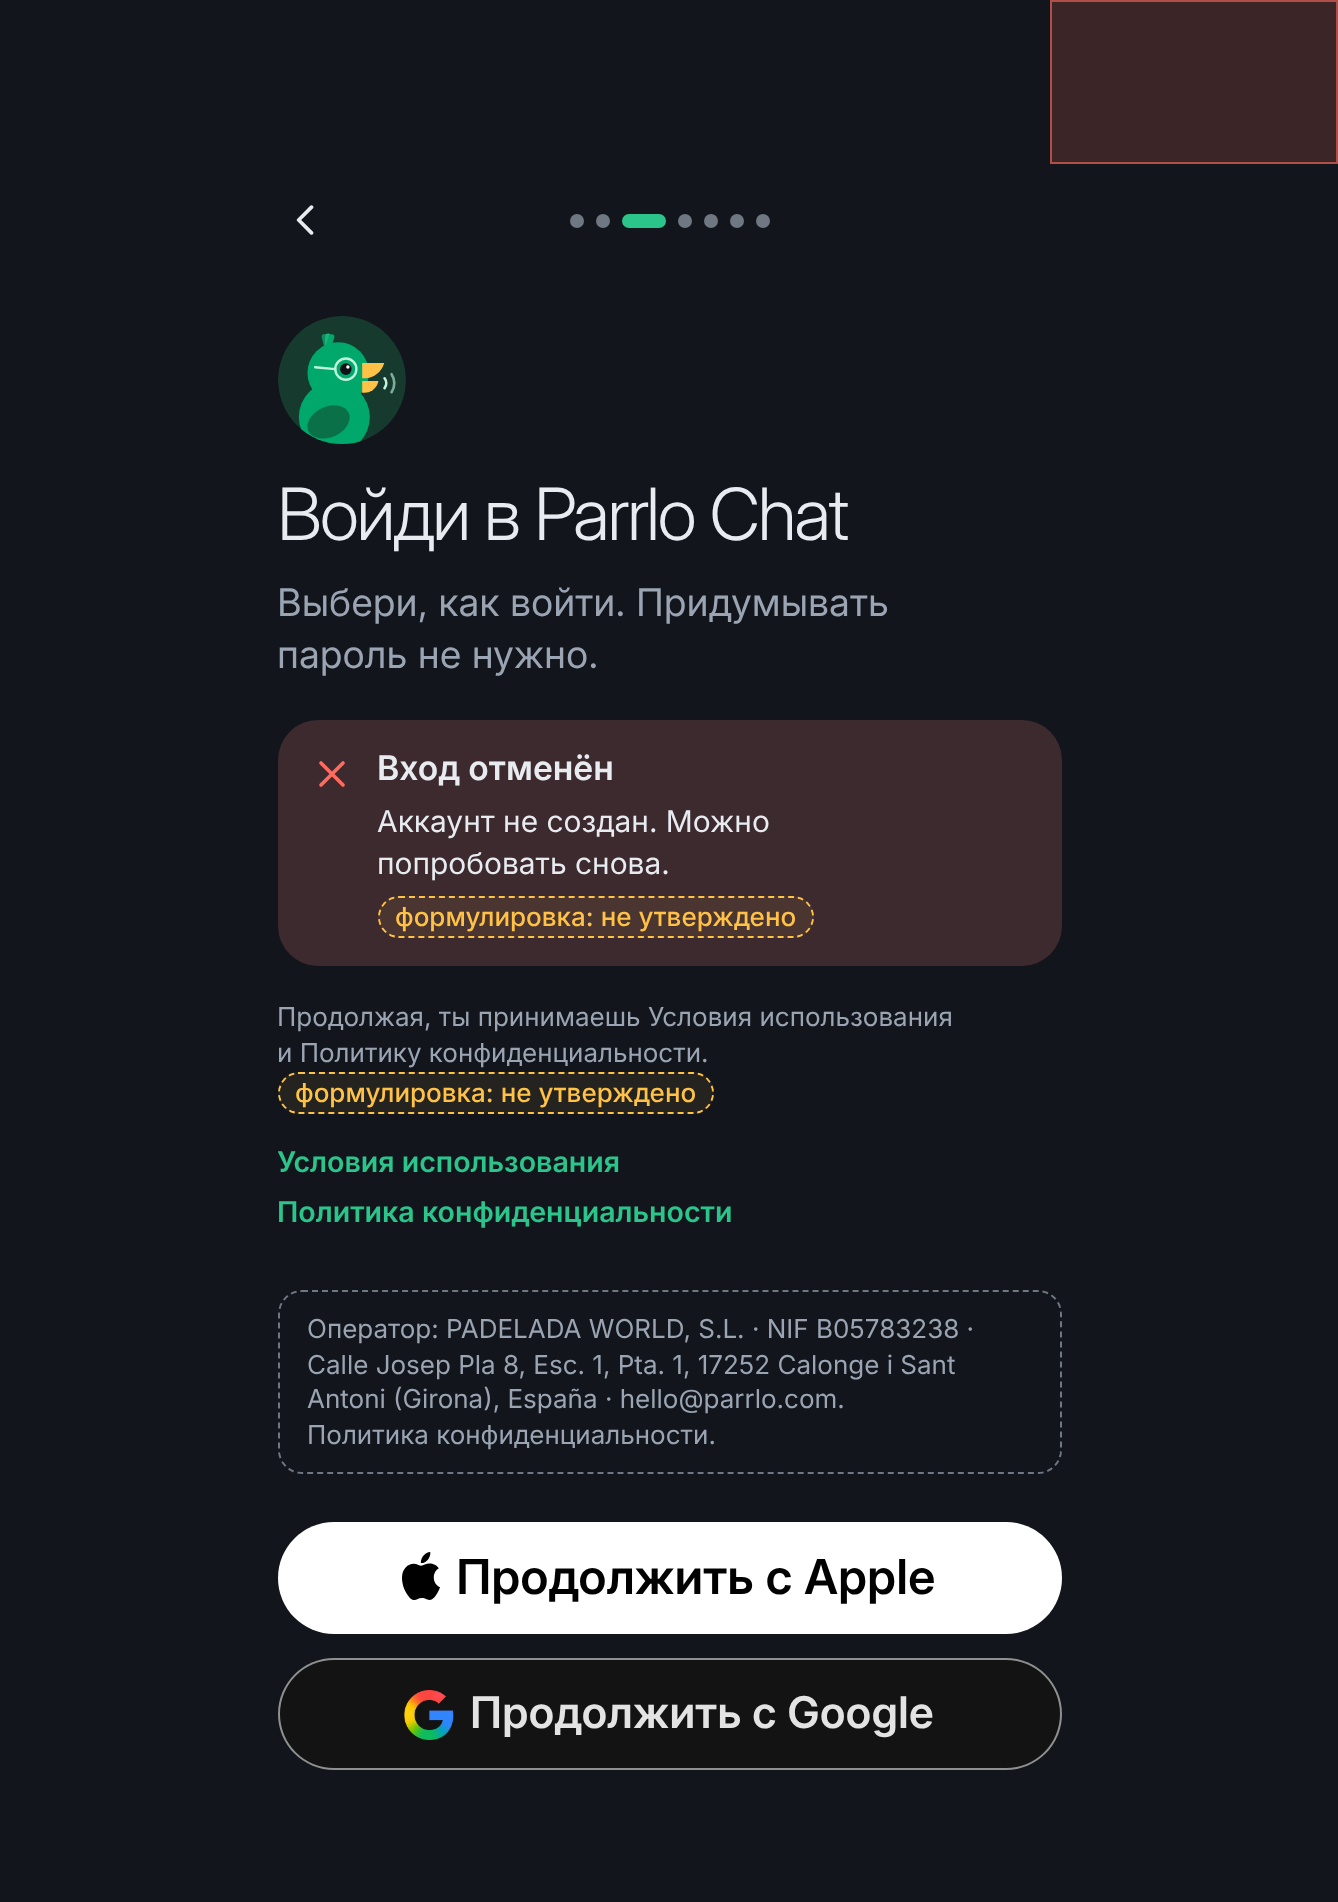 Войди в Parrlo Chat
Выбери, как войти. Придумывать
пароль не нужно.
Вход отменён
Аккаунт не создан. Можно
попробовать снова.
формулировка: не утверждено
Продолжая, ты принимаешь Условия использования
и Политику конфиденциальности.
формулировка: не утверждено
Условия использования
Политика конфиденциальности
Оператор: PADELADA WORLD, S.L. · NIF B05783238 ·
Calle Josep Pla 8, Esc. 1, Pta. 1, 17252 Calonge i Sant
Antoni (Girona), España · hello@parrlo.com.
Политика конфиденциальности.
Продолжить с Apple
Продолжить с Google